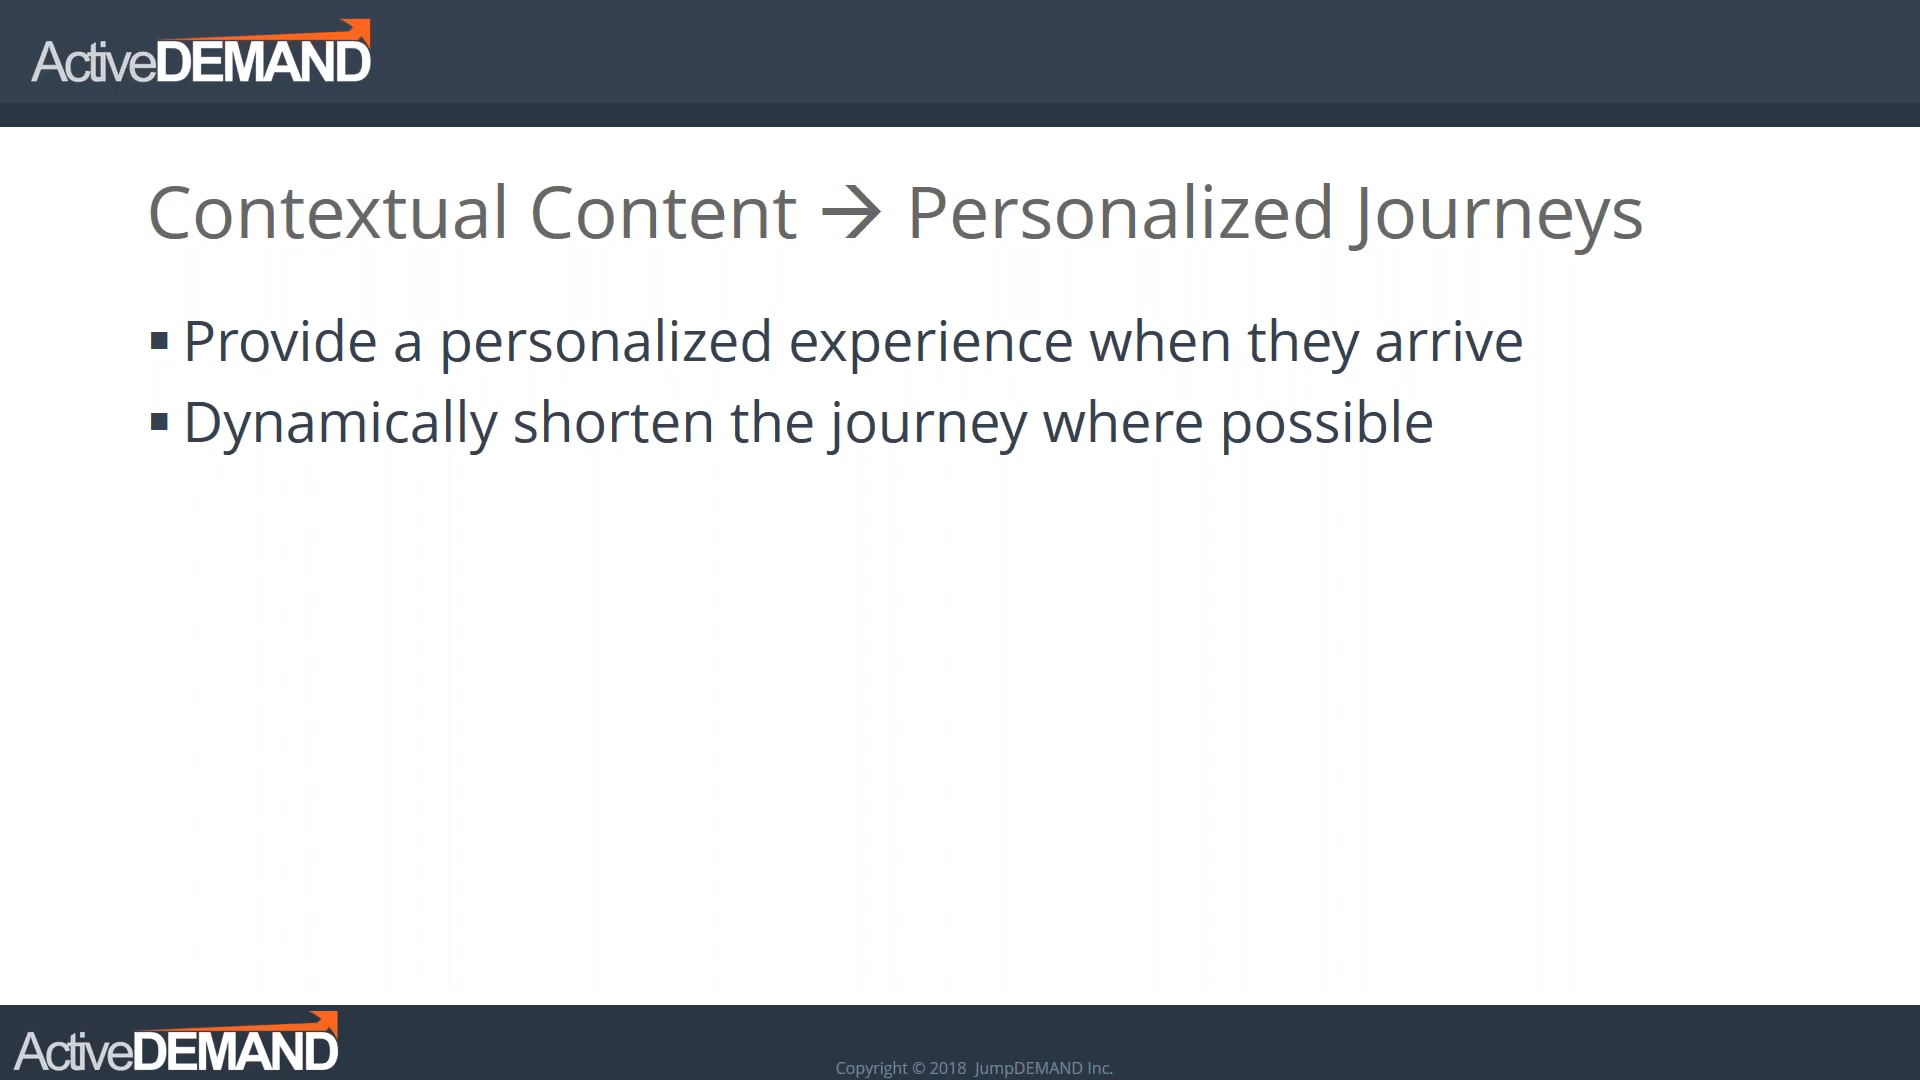 ActiveDEMAND
Contextual Content → Personalized Journeys
▪ Provide a personalized experience when they arrive
▪ Dynamically shorten the journey where possible
ActiveDEMAND
Copyright © 2018 JumpDEMAND Inc.